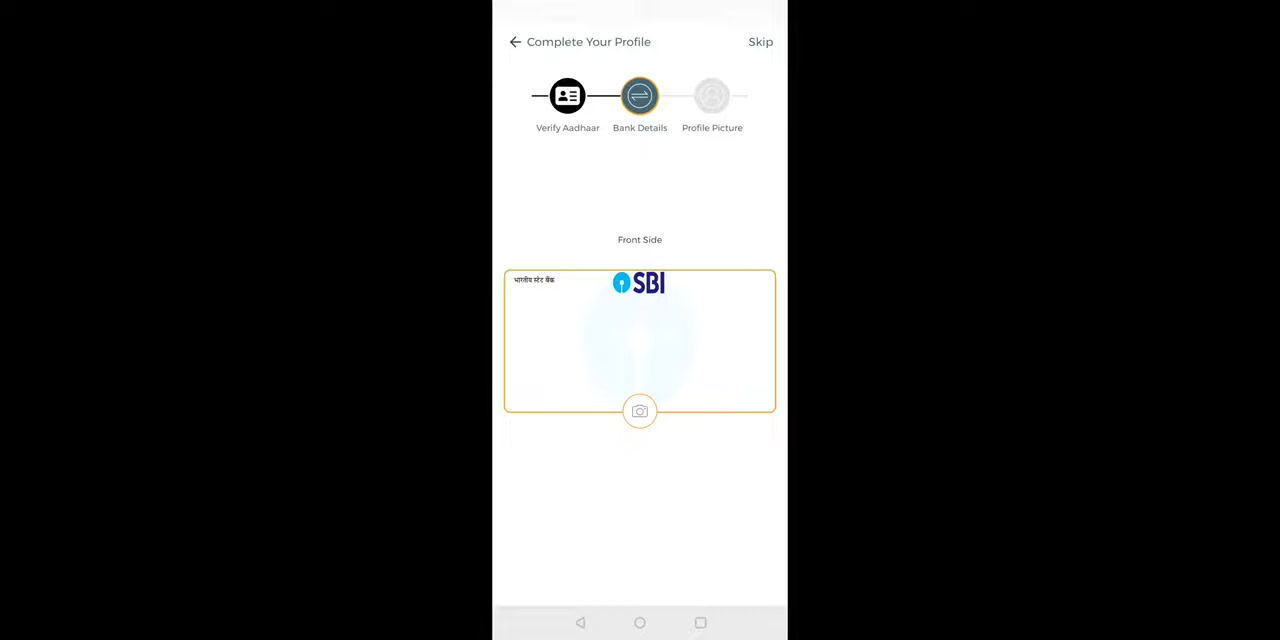 Complete Your Profile Skip
Verify Aadhaar Bank Details Profile Picture
Front Side
भारतीय स्टेट बैंक SBI